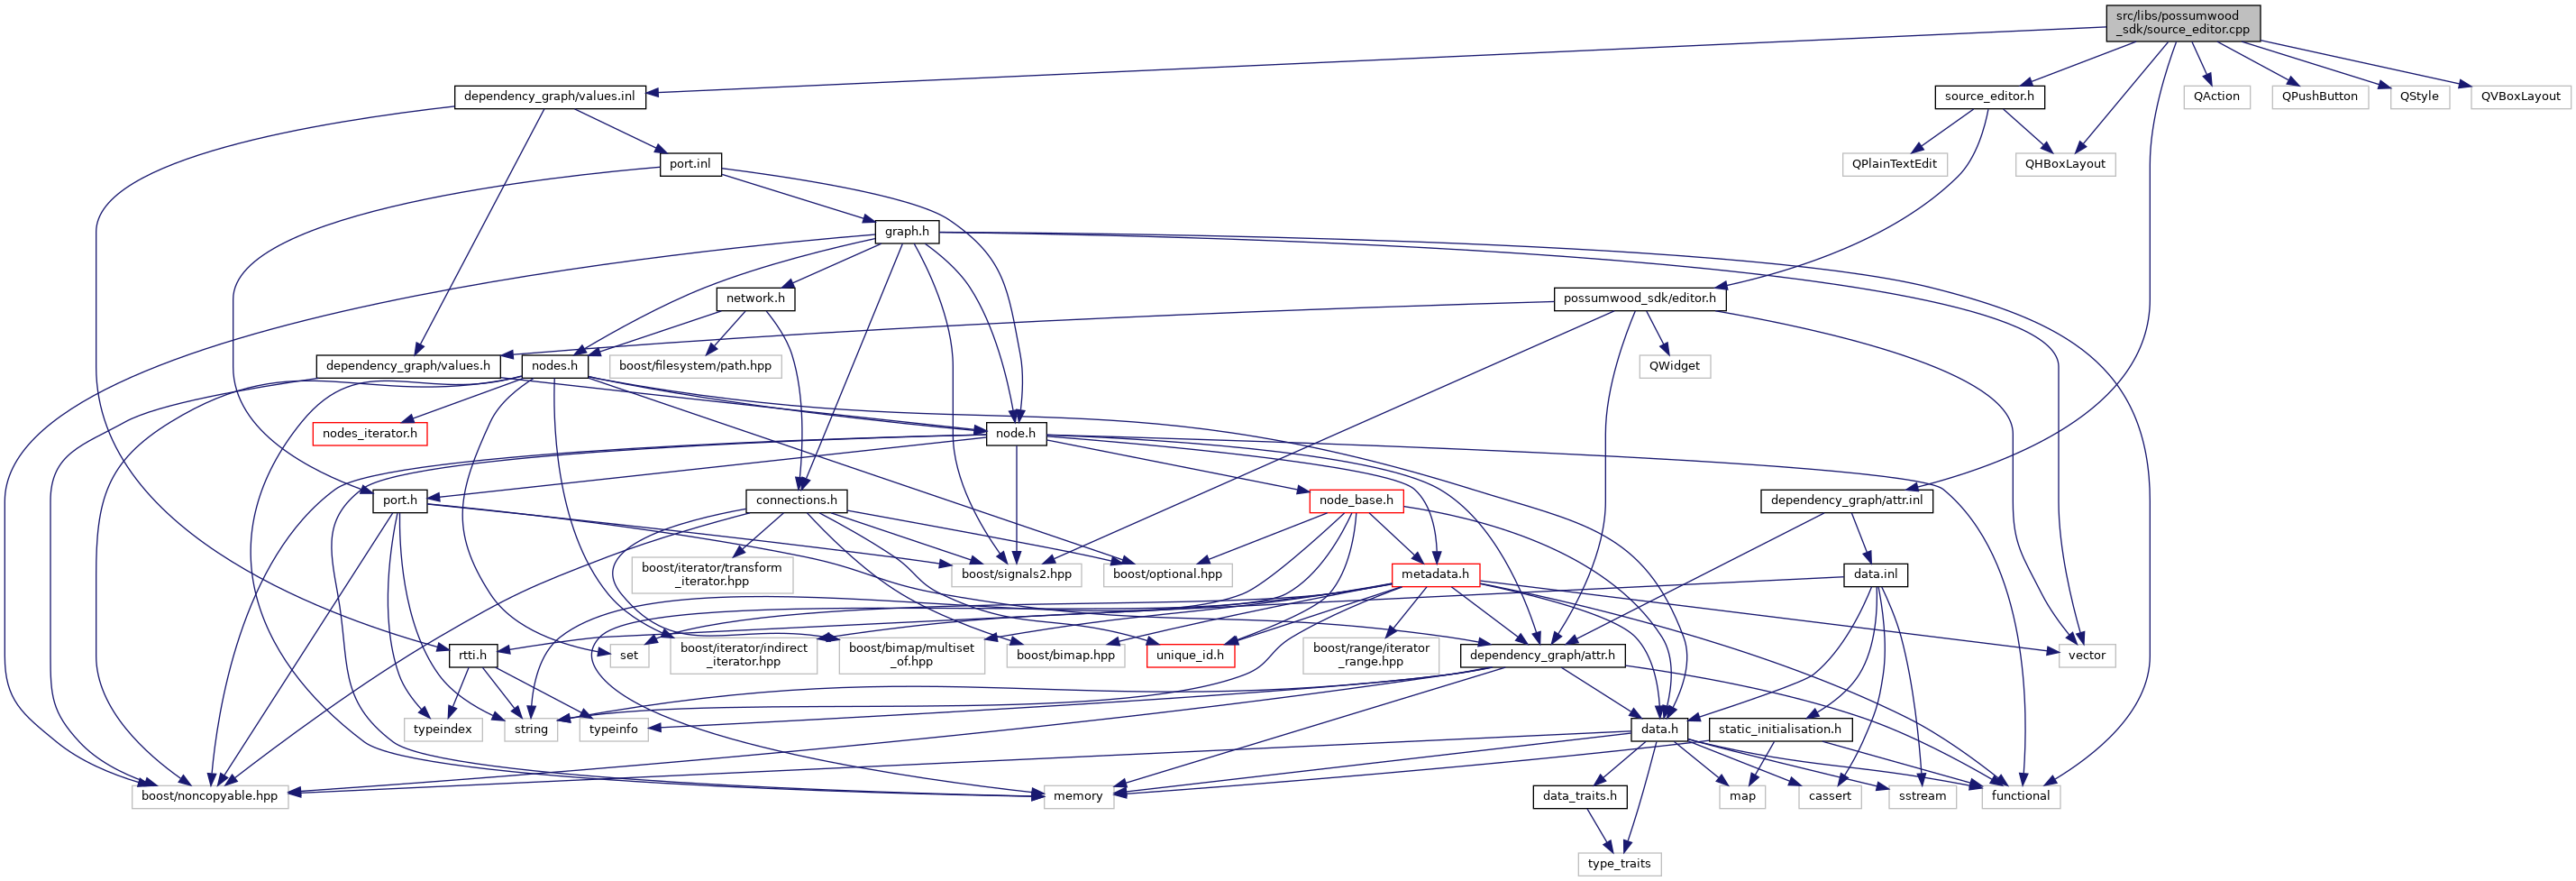 src/libs/possumwood
_sdk/source_editor.cpp
dependency_graph/values.inl
source_editor.h
QAction
QPushButton
QStyle
QVBoxLayout
port.inl
QPlainTextEdit
QHBoxLayout
graph.h
network.h
possumwood_sdk/editor.h
dependency_graph/values.h
nodes.h
boost/filesystem/path.hpp
QWidget
nodes_iterator.h
node.h
port.h
connections.h
node_base.h
dependency_graph/attr.inl
boost/iterator/transform
_iterator.hpp
boost/signals2.hpp
boost/optional.hpp
metadata.h
data.inl
rtti.h
set
boost/iterator/indirect
_iterator.hpp
boost/bimap/multiset
_of.hpp
boost/bimap.hpp
unique_id.h
boost/range/iterator
_range.hpp
dependency_graph/attr.h
vector
typeindex
string
typeinfo
data.h
static_initialisation.h
boost/noncopyable.hpp
memory
data_traits.h
map
cassert
sstream
functional
type_traits